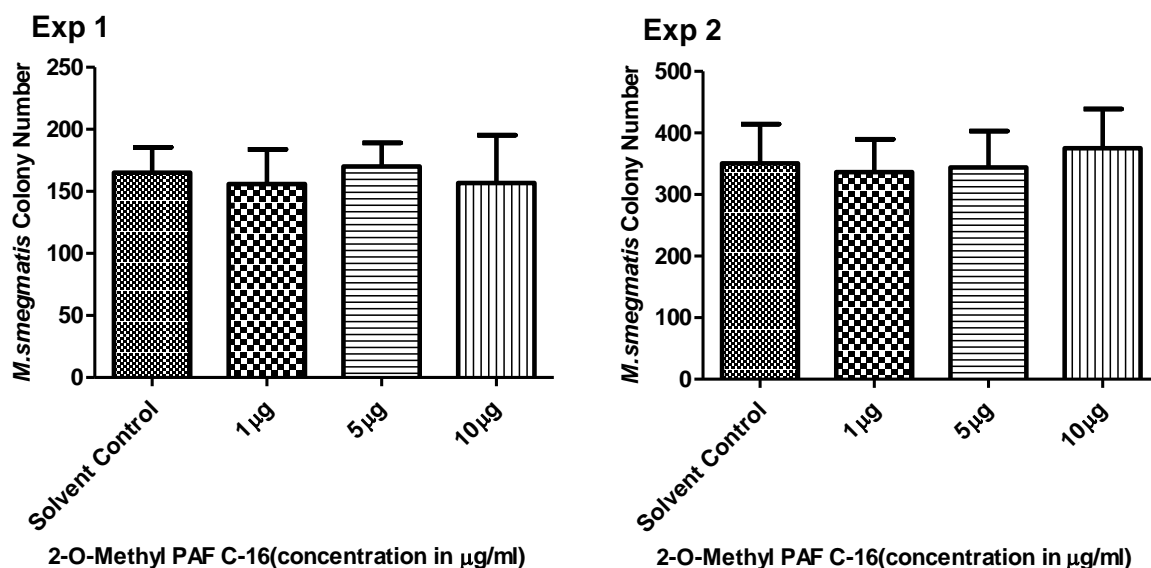 Exp 1
M.smegmatis Colony Number
250
200
150
100
50
0
Solvent Control
1µg
5µg
10µg
2-O-Methyl PAF C-16(concentration in µg/ml)
Exp 2
M.smegmatis Colony Number
500
400
300
200
100
0
Solvent Control
1µg
5µg
10µg
2-O-Methyl PAF C-16(concentration in µg/ml)